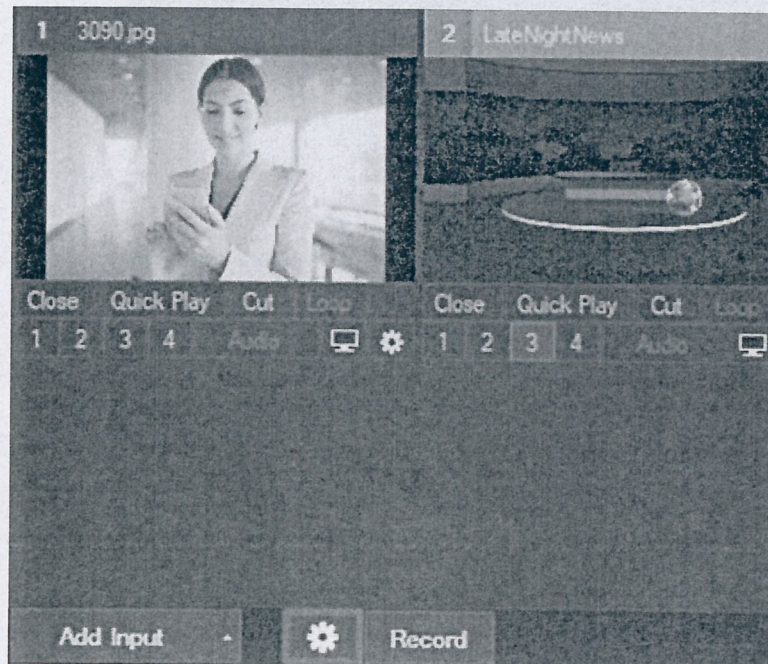 1 3090.jpg
2 LateNightNews
Close Quick Play Cut Loop
Close Quick Play Cut Loop
1 2 3 4 Audio
1 2 3 4 Audio
Add Input
Record